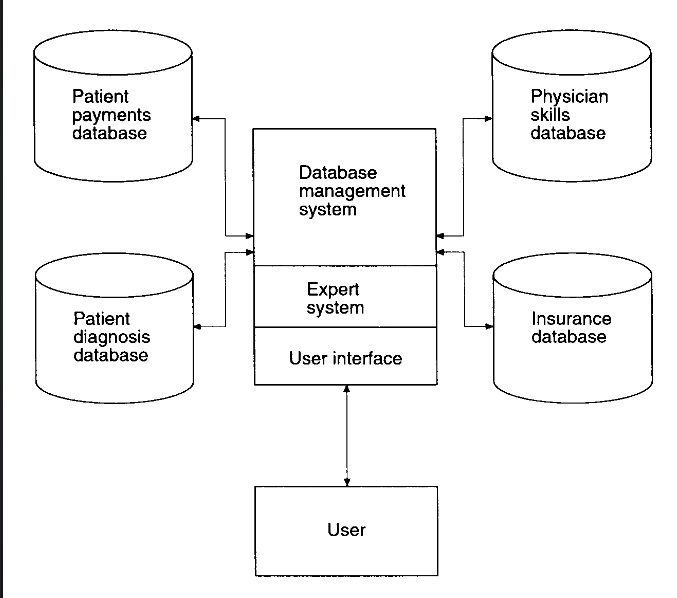 Patient
payments
database
Physician
skills
database
Database
management
system
Expert
system
User interface
Patient
diagnosis
database
Insurance
database
User